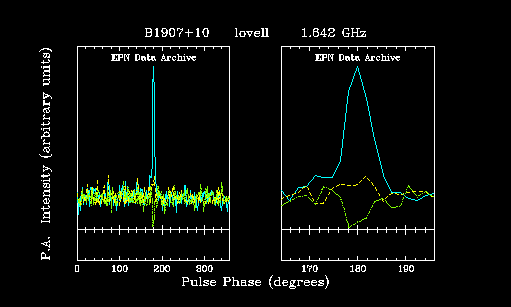 B1907+10 lovell 1.642 GHz
EPN Data Archive EPN Data Archive
P.A. Intensity (arbitrary units)
0 100 200 300 170 180 190
Pulse Phase (degrees)